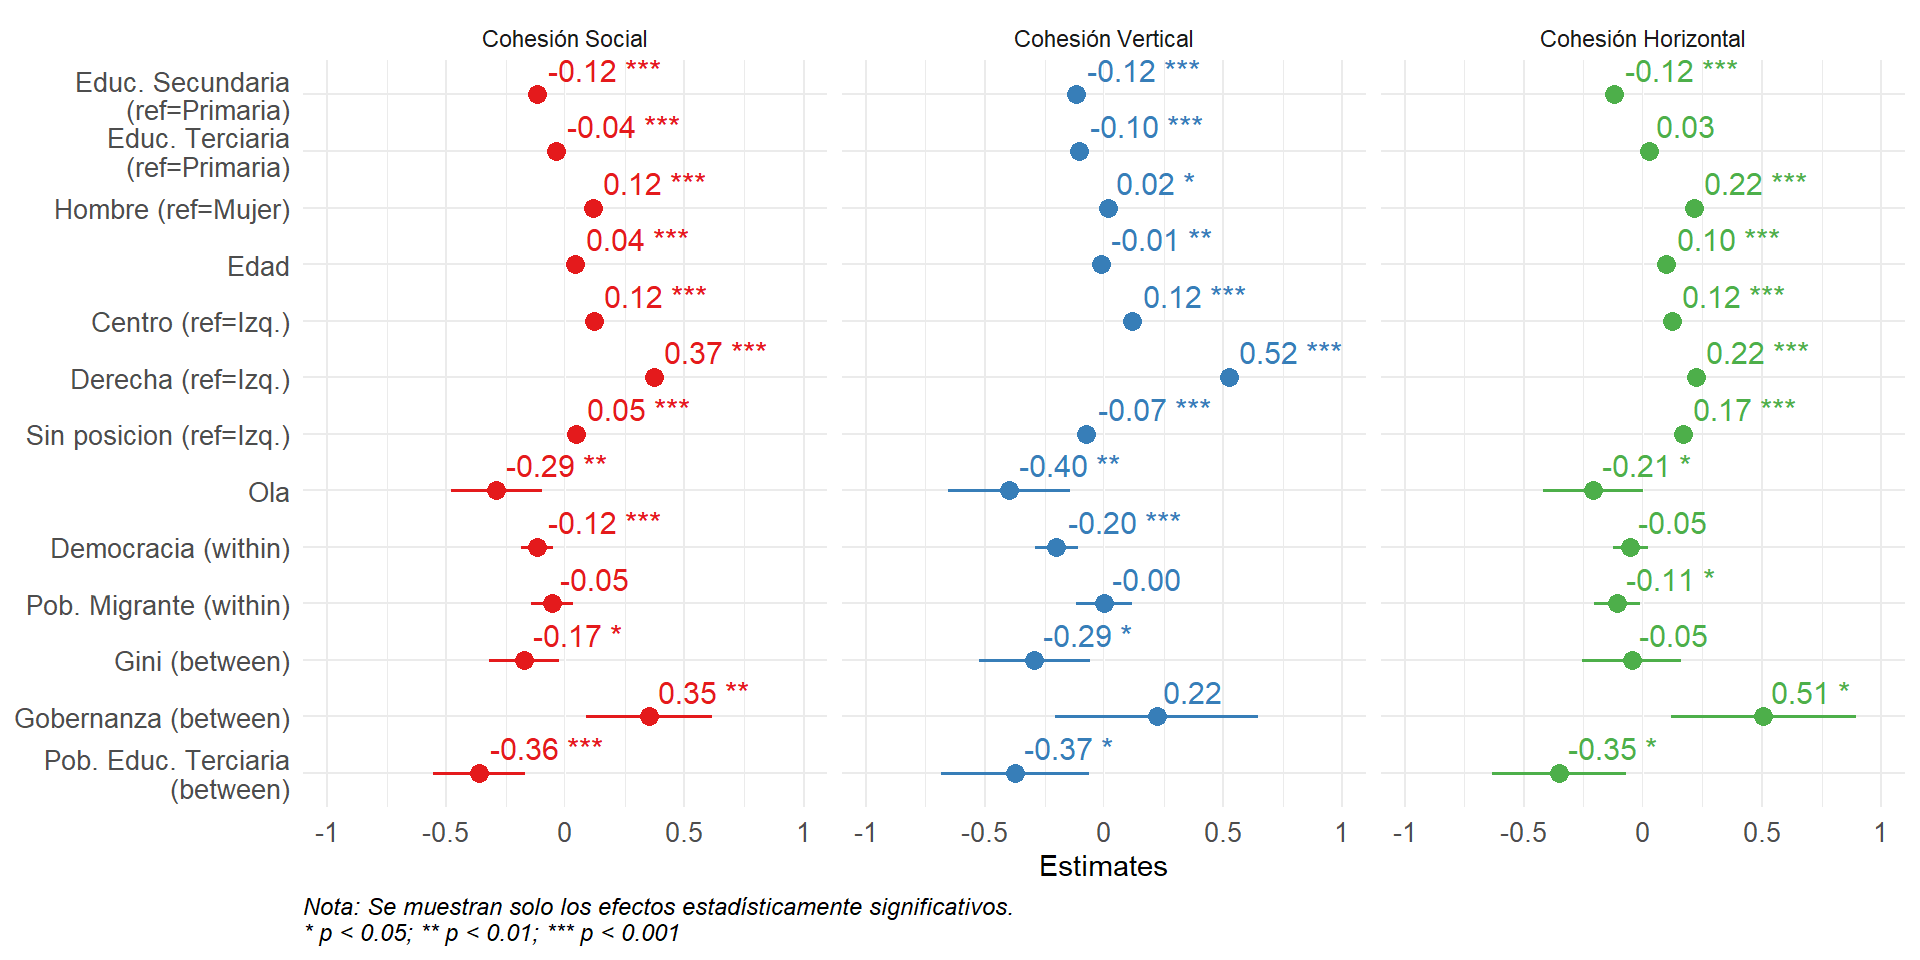 Cohesión Social Cohesión Vertical Cohesión Horizontal
Educ. Secundaria
(ref=Primaria)
-0.12 *** -0.12 *** -0.12 ***
Educ. Terciaria
(ref=Primaria)
-0.04 *** -0.10 *** 0.03
Hombre (ref=Mujer) 0.12 *** 0.02 * 0.22 ***
Edad 0.04 *** -0.01 ** 0.10 ***
Centro (ref=Izq.) 0.12 *** 0.12 *** 0.12 ***
Derecha (ref=Izq.) 0.37 *** 0.52 *** 0.22 ***
Sin posicion (ref=Izq.) 0.05 *** -0.07 *** 0.17 ***
Ola -0.29 ** -0.40 ** -0.21 *
Democracia (within) -0.12 *** -0.20 *** -0.05
Pob. Migrante (within) -0.05 -0.00 -0.11 *
Gini (between) -0.17 * -0.29 * -0.05
Gobernanza (between) 0.35 ** 0.22 0.51 *
Pob. Educ. Terciaria
(between)
-0.36 *** -0.37 * -0.35 *
-1 -0.5 0 0.5 1 -1 -0.5 0 0.5 1 -1 -0.5 0 0.5 1
Estimates
Nota: Se muestran solo los efectos estadísticamente significativos.
* p < 0.05; ** p < 0.01; *** p < 0.001